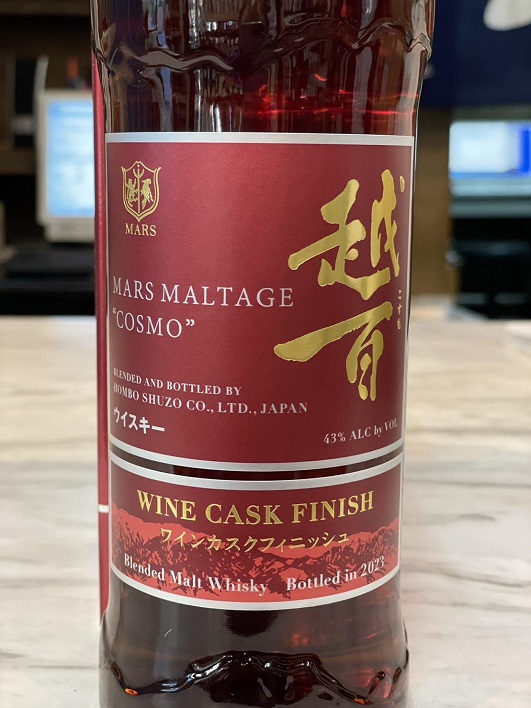 MARS
MARS MALTAGE
“COSMO”
越百
こすも
BLENDED AND BOTTLED BY
HOMBO SHUZO CO., LTD., JAPAN
ウイスキー
43% ALC by VOL
WINE CASK FINISH
ワインカスクフィニッシュ
Blended Malt Whisky Bottled in 2023